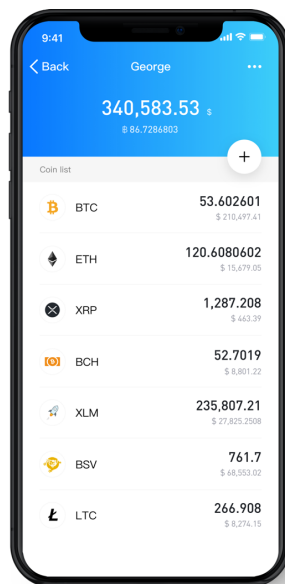 9:41
Back
George
340,583.53 $
฿ 86.7286803
Coin list
BTC
53.602601
$ 210,497.41
ETH
120.6080602
$ 15,679.05
XRP
1,287.208
$ 463.39
BCH
52.7019
$ 8,801.22
XLM
235,807.21
$ 27,825.2508
BSV
761.7
$ 68,553.02
LTC
266.908
$ 8,274.15